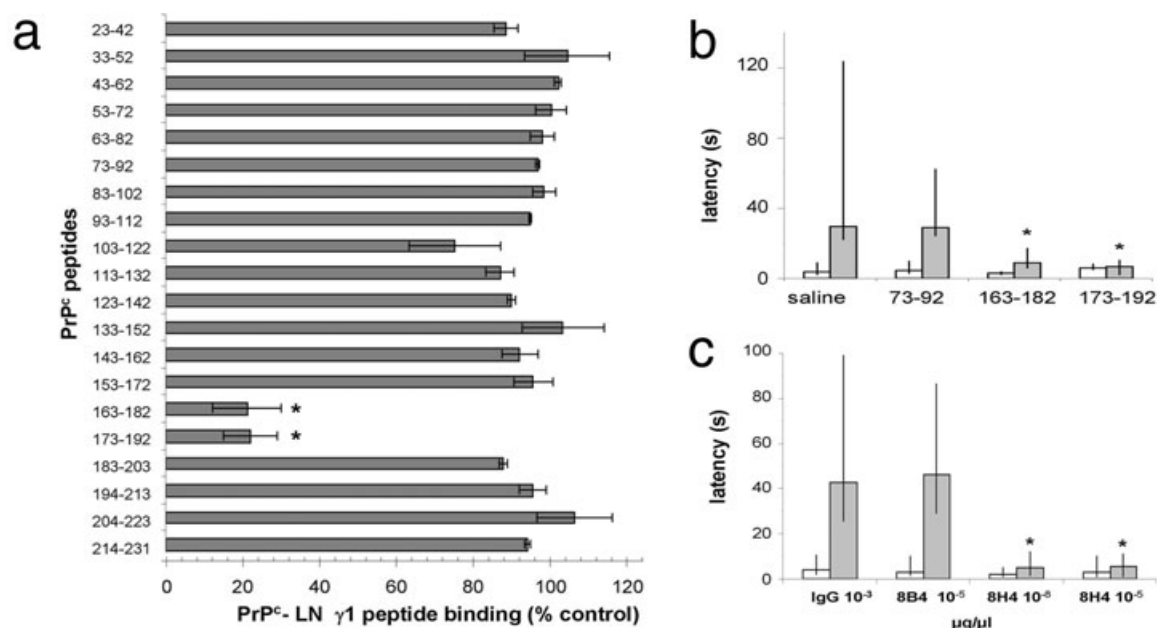 a
PrPᶜ peptides
23-42
33-52
43-62
53-72
63-82
73-92
83-102
93-112
103-122
113-132
123-142
133-152
143-162
153-172
163-182 *
173-192 *
183-203
194-213
204-223
214-231
0 20 40 60 80 100 120
PrPᶜ- LN γ1 peptide binding (% control)
b
latency (s)
120
80
40
0
* *
saline 73-92 163-182 173-192
c
latency (s)
100
80
60
40
20
0
* *
IgG 10⁻³ 8B4 10⁻⁵ 8H4 10⁻⁶ 8H4 10⁻⁵
µg/µl